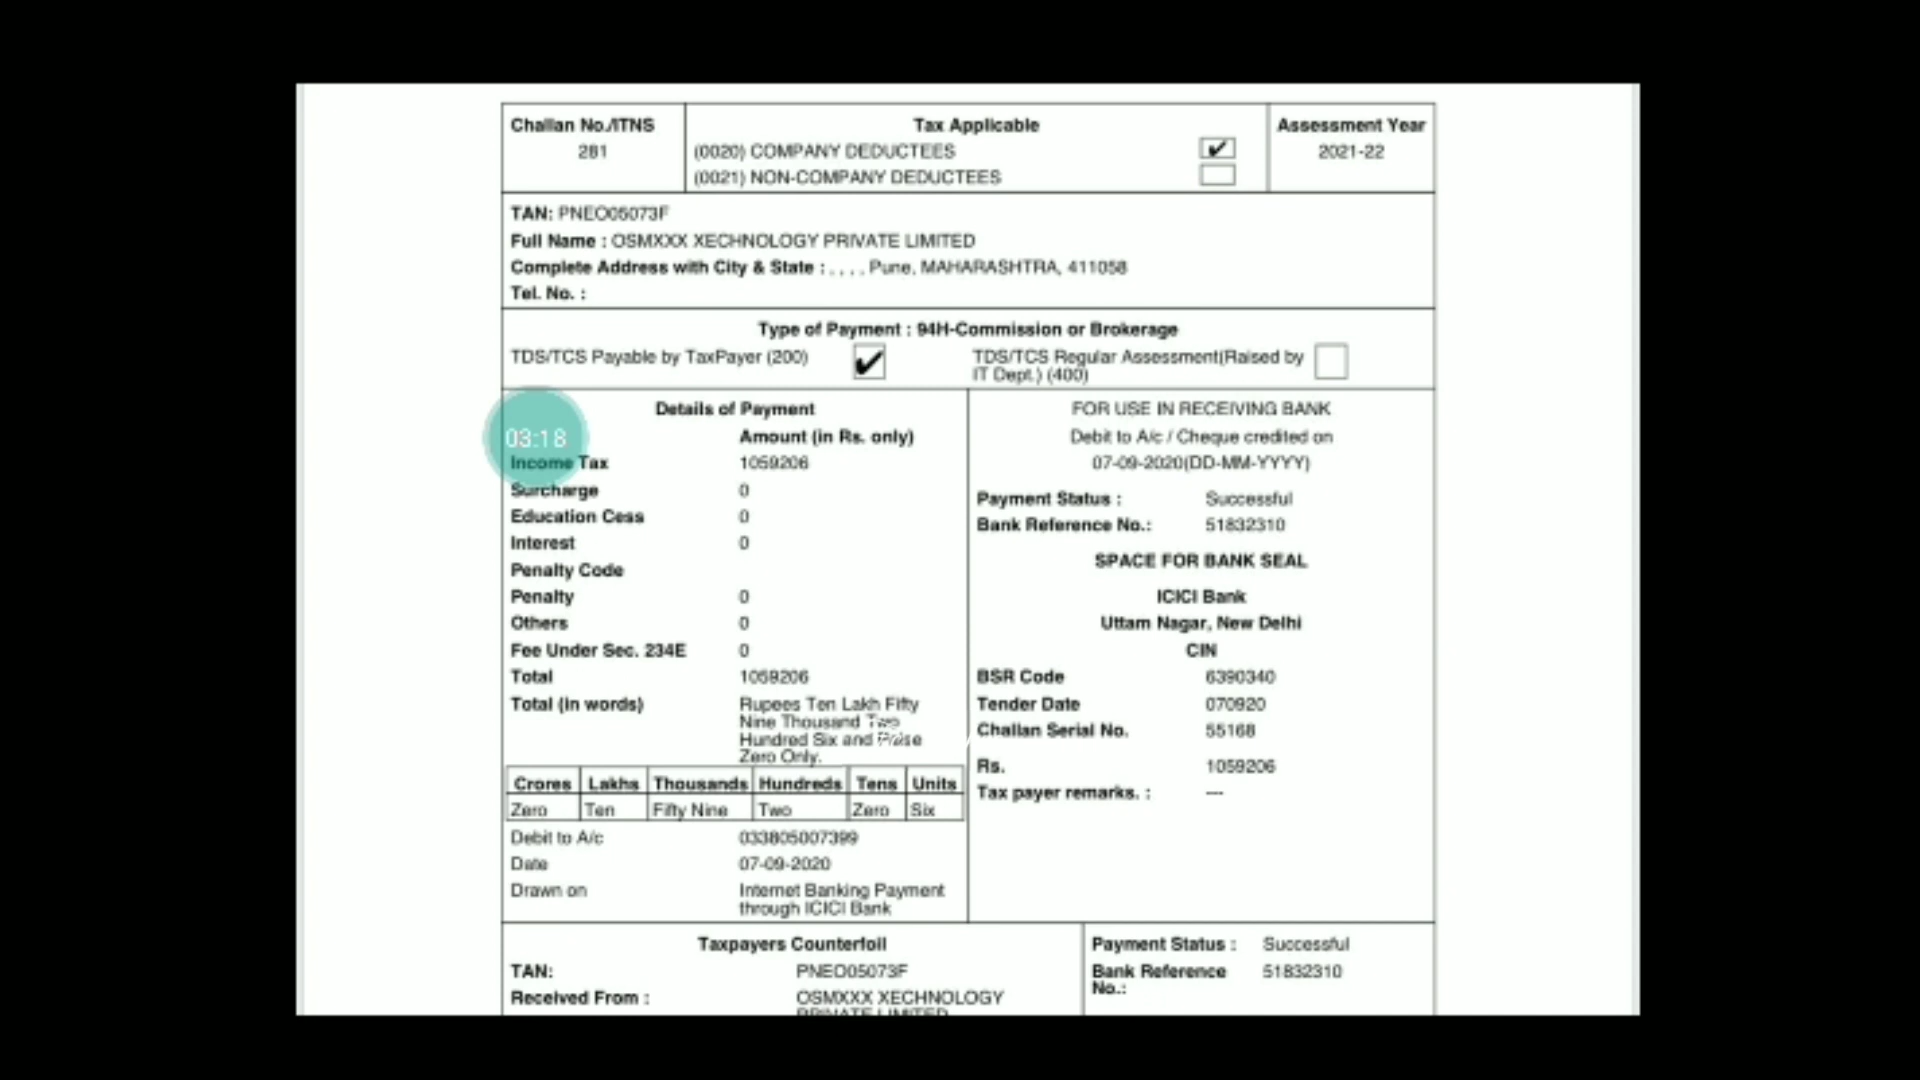 Challan No./ITNS
281
Tax Applicable
(0020) COMPANY DEDUCTEES
(0021) NON-COMPANY DEDUCTEES
Assessment Year
2021-22
TAN: PNEO05073F
Full Name : OSMXXX XECHNOLOGY PRIVATE LIMITED
Complete Address with City & State : , , , , Pune, MAHARASHTRA, 411058
Tel. No. :
Type of Payment : 94H-Commission or Brokerage
TDS/TCS Payable by TaxPayer (200)
TDS/TCS Regular Assessment(Raised by
IT Dept.) (400)
Details of Payment
03:18
Amount (in Rs. only)
Income Tax 1059206
Surcharge 0
Education Cess 0
Interest 0
Penalty Code
Penalty 0
Others 0
Fee Under Sec. 234E 0
Total 1059206
Total (in words) Rupees Ten Lakh Fifty
Nine Thousand Two
Hundred Six and Paise
Zero Only.
Crores Lakhs Thousands Hundreds Tens Units
Zero Ten Fifty Nine Two Zero Six
Debit to A/c 033805007399
Date 07-09-2020
Drawn on Internet Banking Payment
through ICICI Bank
FOR USE IN RECEIVING BANK
Debit to A/c / Cheque credited on
07-09-2020(DD-MM-YYYY)
Payment Status : Successful
Bank Reference No.: 51832310
SPACE FOR BANK SEAL
ICICI Bank
Uttam Nagar, New Delhi
CIN
BSR Code 6390340
Tender Date 070920
Challan Serial No. 55168
Rs. 1059206
Tax payer remarks. : ---
Taxpayers Counterfoil
TAN: PNEO05073F
Received From : OSMXXX XECHNOLOGY
PRIVATE LIMITED
Payment Status : Successful
Bank Reference 51832310
No.: